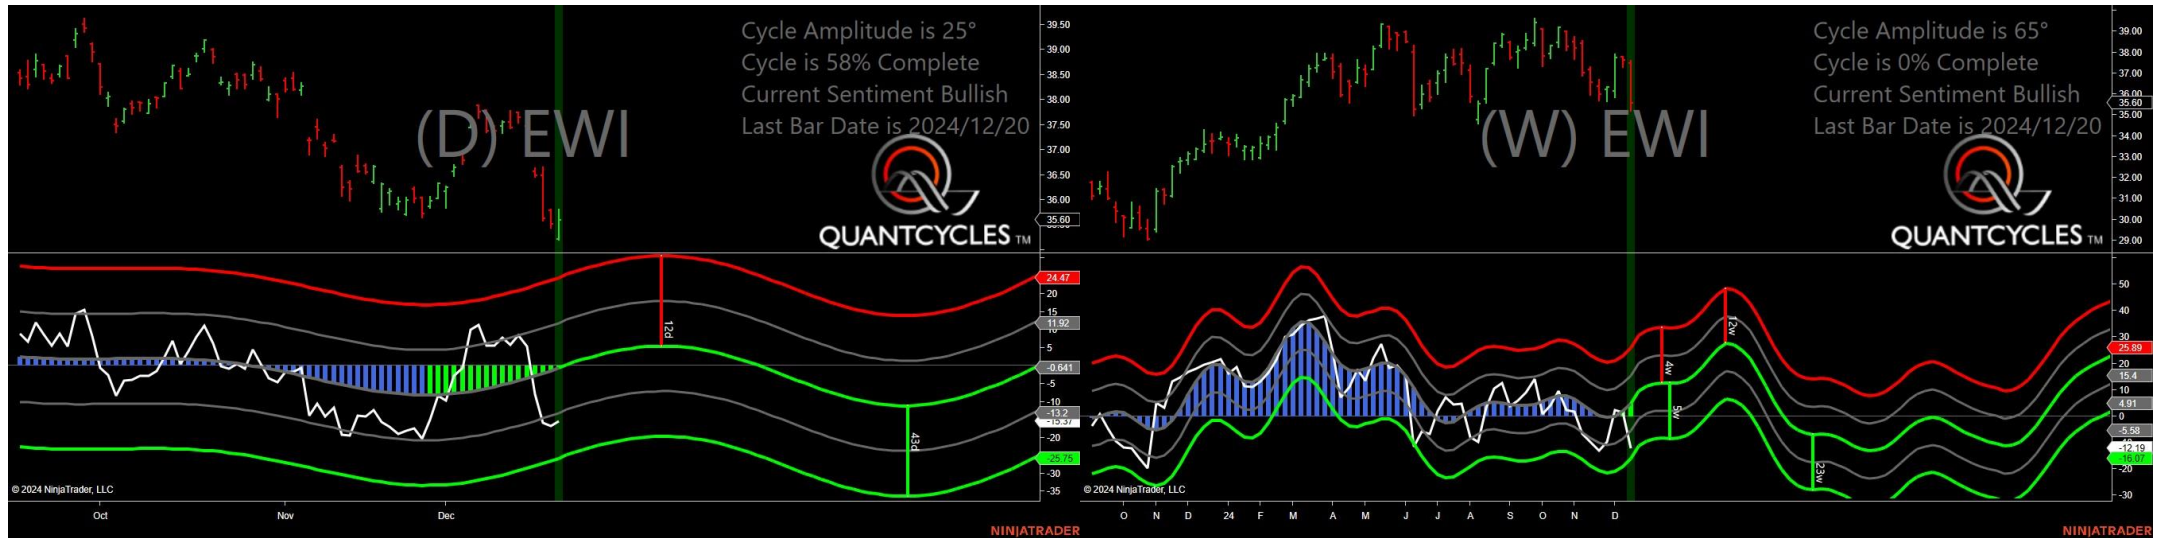 Cycle Amplitude is 25°
Cycle is 58% Complete
Current Sentiment Bullish
Last Bar Date is 2024/12/20
(D) EWI
QUANTCYCLES TM
39.50
39.00
38.50
38.00
37.50
37.00
36.50
36.00
35.60
24.47
20
15
11.92
5
-0.641
-5
-10
-13.2
-15.37
-20
-25.75
-30
-35
12d
43d
© 2024 NinjaTrader, LLC
Oct Nov Dec
NINJATRADER
Cycle Amplitude is 65°
Cycle is 0% Complete
Current Sentiment Bullish
Last Bar Date is 2024/12/20
(W) EWI
QUANTCYCLES TM
39.00
38.00
37.00
36.00
35.60
35.00
34.00
33.00
32.00
31.00
30.00
29.00
50
40
30
25.89
20
15.4
10
4.91
0
-5.58
-12.19
-16.07
-20
-30
4w
5w
12w
23w
© 2024 NinjaTrader, LLC
O N D 24 F M A M J J A S O N D
NINJATRADER